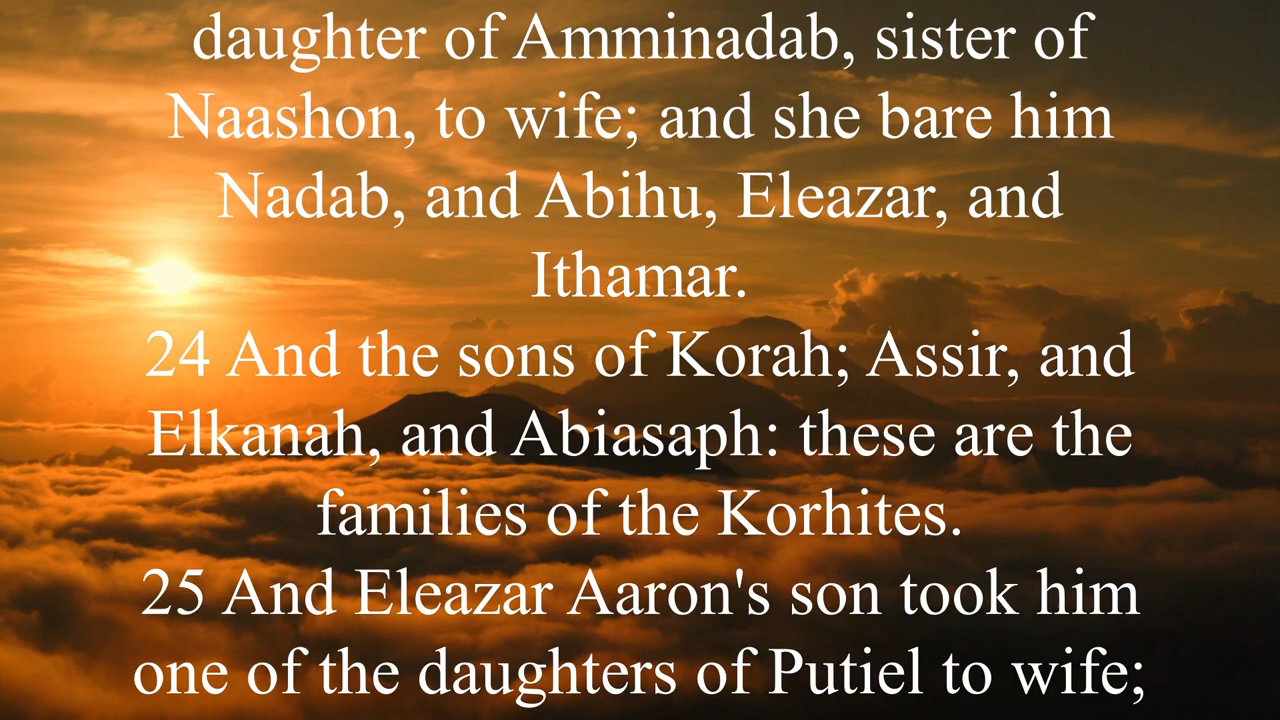 daughter of Amminadab, sister of
Naashon, to wife; and she bare him
Nadab, and Abihu, Eleazar, and
Ithamar.
24 And the sons of Korah; Assir, and
Elkanah, and Abiasaph: these are the
families of the Korhites.
25 And Eleazar Aaron's son took him
one of the daughters of Putiel to wife;